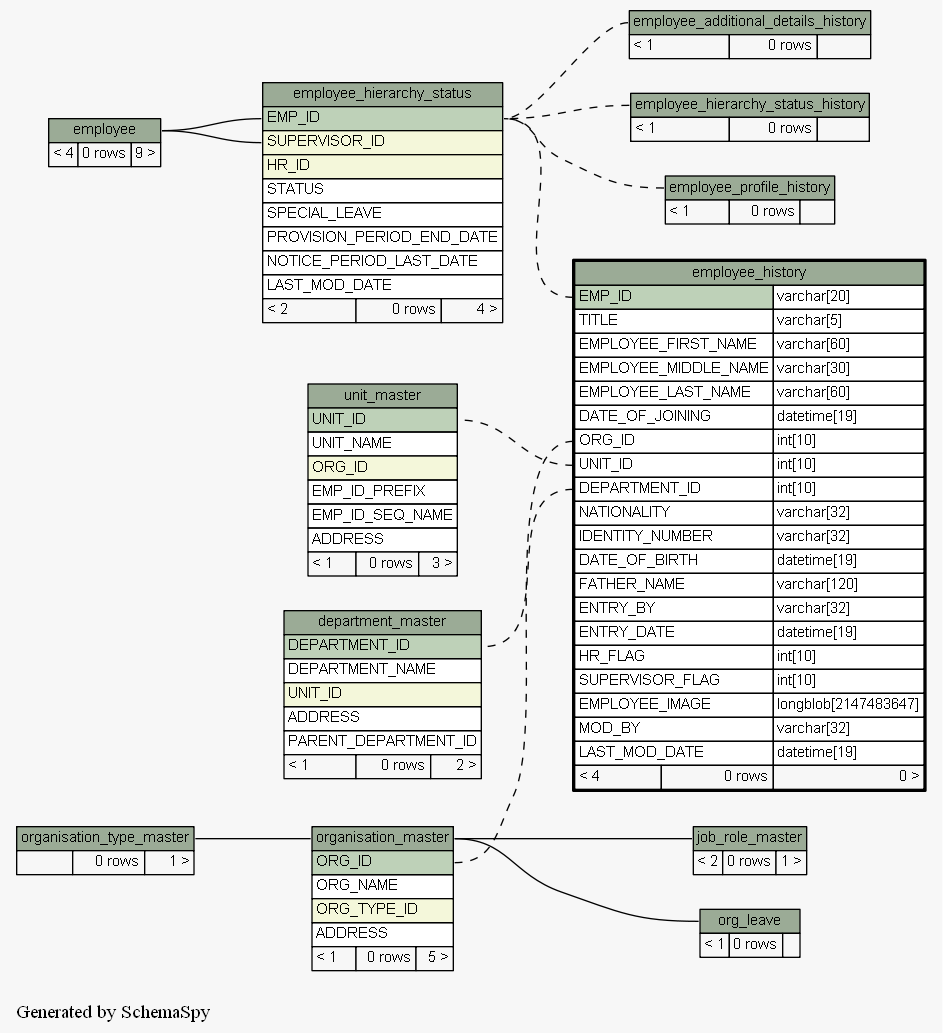 employee_additional_details_history
< 1 0 rows
employee_hierarchy_status
EMP_ID
SUPERVISOR_ID
HR_ID
STATUS
SPECIAL_LEAVE
PROVISION_PERIOD_END_DATE
NOTICE_PERIOD_LAST_DATE
LAST_MOD_DATE
< 2 0 rows 4 >
employee_hierarchy_status_history
< 1 0 rows
employee
< 4 0 rows 9 >
employee_profile_history
< 1 0 rows
employee_history
EMP_ID varchar[20]
TITLE varchar[5]
EMPLOYEE_FIRST_NAME varchar[60]
EMPLOYEE_MIDDLE_NAME varchar[30]
EMPLOYEE_LAST_NAME varchar[60]
DATE_OF_JOINING datetime[19]
ORG_ID int[10]
UNIT_ID int[10]
DEPARTMENT_ID int[10]
NATIONALITY varchar[32]
IDENTITY_NUMBER varchar[32]
DATE_OF_BIRTH datetime[19]
FATHER_NAME varchar[120]
ENTRY_BY varchar[32]
ENTRY_DATE datetime[19]
HR_FLAG int[10]
SUPERVISOR_FLAG int[10]
EMPLOYEE_IMAGE longblob[2147483647]
MOD_BY varchar[32]
LAST_MOD_DATE datetime[19]
< 4 0 rows 0 >
unit_master
UNIT_ID
UNIT_NAME
ORG_ID
EMP_ID_PREFIX
EMP_ID_SEQ_NAME
ADDRESS
< 1 0 rows 3 >
department_master
DEPARTMENT_ID
DEPARTMENT_NAME
UNIT_ID
ADDRESS
PARENT_DEPARTMENT_ID
< 1 0 rows 2 >
organisation_type_master
0 rows 1 >
organisation_master
ORG_ID
ORG_NAME
ORG_TYPE_ID
ADDRESS
< 1 0 rows 5 >
job_role_master
< 2 0 rows 1 >
org_leave
< 1 0 rows
Generated by SchemaSpy